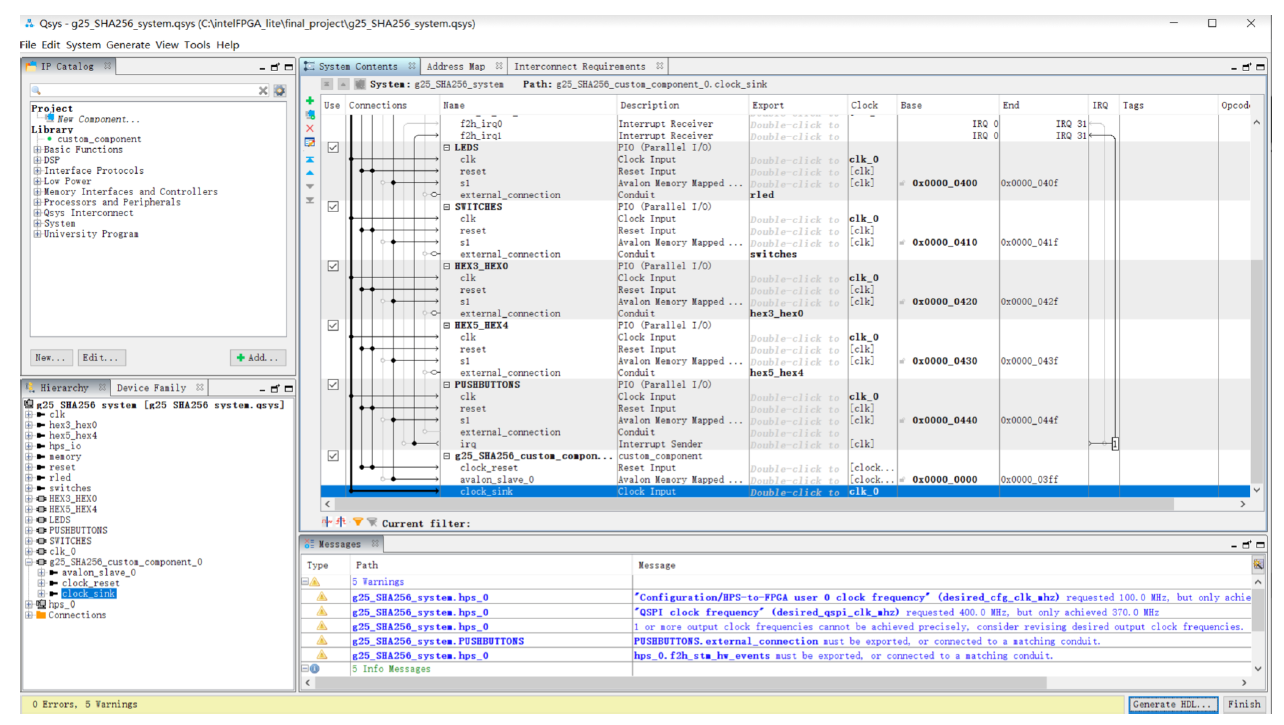 Qsys - g25_SHA256_system.qsys (C:\intelFPGA_lite\final_project\g25_SHA256_system.qsys)
File Edit System Generate View Tools Help
IP Catalog
Project
New Component...
Library
custom_component
Basic Functions
DSP
Interface Protocols
Low Power
Memory Interfaces and Controllers
Processors and Peripherals
Qsys Interconnect
System
University Program
New... Edit... Add...
Hierarchy Device Family
g25_SHA256_system [g25_SHA256_system.qsys]
clk
hex3_hex0
hex5_hex4
hps_io
memory
reset
rled
switches
HEX3_HEX0
HEX5_HEX4
LEDS
PUSHBUTTONS
SWITCHES
clk_0
g25_SHA256_custom_component_0
avalon_slave_0
clock_reset
clock_sink
hps_0
Connections
System Contents Address Map Interconnect Requirements
System: g25_SHA256_system Path: g25_SHA256_custom_component_0.clock_sink
Use Connections Name Description Export Clock Base End IRQ Tags Opcod
f2h_irq0 Interrupt Receiver Double-click to IRQ 0 IRQ 31
f2h_irq1 Interrupt Receiver Double-click to IRQ 0 IRQ 31
LEDS PIO (Parallel I/O)
clk Clock Input Double-click to clk_0
reset Reset Input Double-click to [clk]
s1 Avalon Memory Mapped ... Double-click to [clk] 0x0000_0400 0x0000_040f
external_connection Conduit rled
SWITCHES PIO (Parallel I/O)
clk Clock Input Double-click to clk_0
reset Reset Input Double-click to [clk]
s1 Avalon Memory Mapped ... Double-click to [clk] 0x0000_0410 0x0000_041f
external_connection Conduit switches
HEX3_HEX0 PIO (Parallel I/O)
clk Clock Input Double-click to clk_0
reset Reset Input Double-click to [clk]
s1 Avalon Memory Mapped ... Double-click to [clk] 0x0000_0420 0x0000_042f
external_connection Conduit hex3_hex0
HEX5_HEX4 PIO (Parallel I/O)
clk Clock Input Double-click to clk_0
reset Reset Input Double-click to [clk]
s1 Avalon Memory Mapped ... Double-click to [clk] 0x0000_0430 0x0000_043f
external_connection Conduit hex5_hex4
PUSHBUTTONS PIO (Parallel I/O)
clk Clock Input Double-click to clk_0
reset Reset Input Double-click to [clk]
s1 Avalon Memory Mapped ... Double-click to [clk] 0x0000_0440 0x0000_044f
external_connection Conduit Double-click to
irq Interrupt Sender Double-click to [clk] 1
g25_SHA256_custom_compon... custom_component
clock_reset Reset Input Double-click to [clock...
avalon_slave_0 Avalon Memory Mapped ... Double-click to [clock... 0x0000_0000 0x0000_03ff
clock_sink Clock Input Double-click to clk_0
Current filter:
Messages
Type Path Message
5 Warnings
g25_SHA256_system.hps_0 "Configuration/HPS-to-FPGA user 0 clock frequency" (desired_cfg_clk_mhz) requested 100.0 MHz, but only achie
g25_SHA256_system.hps_0 "QSPI clock frequency" (desired_qspi_clk_mhz) requested 400.0 MHz, but only achieved 370.0 MHz
g25_SHA256_system.hps_0 1 or more output clock frequencies cannot be achieved precisely, consider revising desired output clock frequencies.
g25_SHA256_system.PUSHBUTTONS PUSHBUTTONS.external_connection must be exported, or connected to a matching conduit.
g25_SHA256_system.hps_0 hps_0.f2h_stm_hw_events must be exported, or connected to a matching conduit.
5 Info Messages
0 Errors, 5 Warnings Generate HDL... Finish